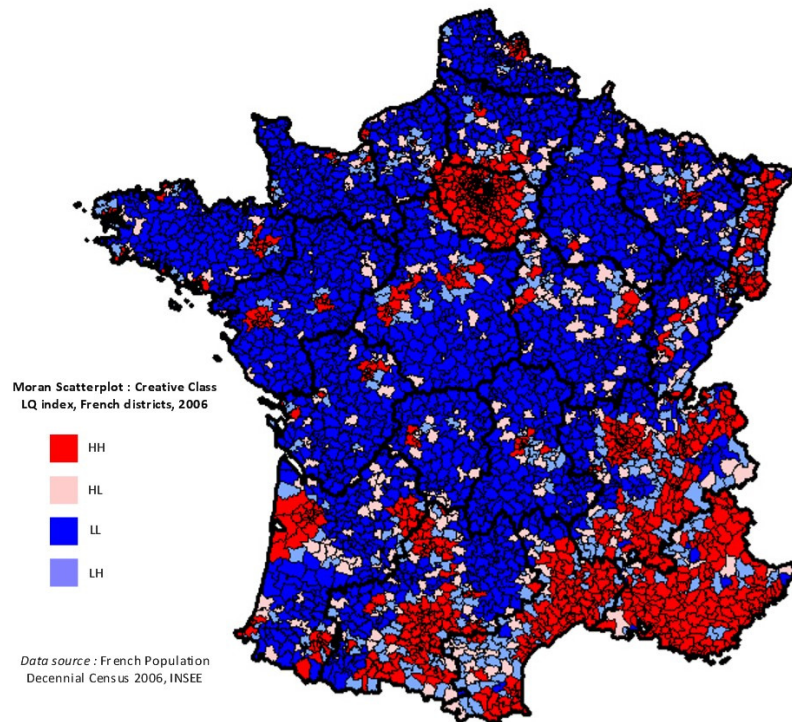 Moran Scatterplot : Creative Class
LQ index, French districts, 2006
HH
HL
LL
LH
Data source : French Population
Decennial Census 2006, INSEE